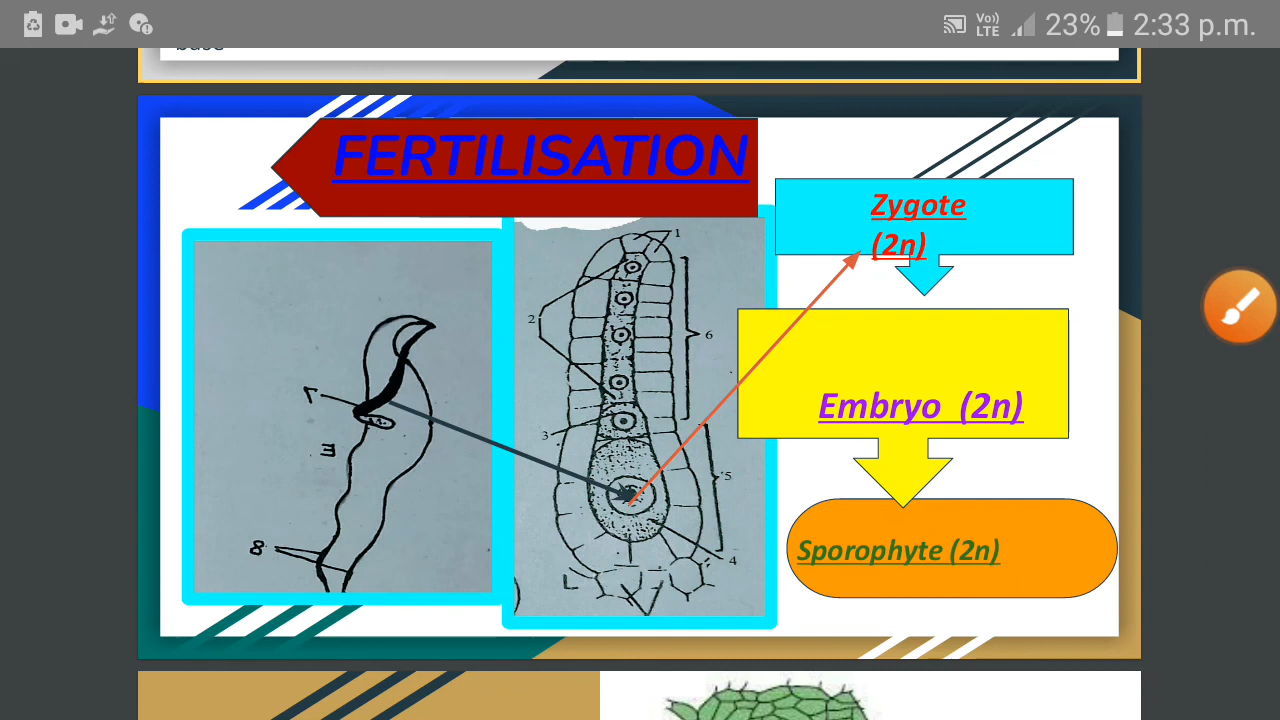 Vo)) LTE 23% 2:33 p.m.
FERTILISATION
Zygote
(2n)
1
2
6
3
5
4
8
Embryo (2n)
Sporophyte (2n)